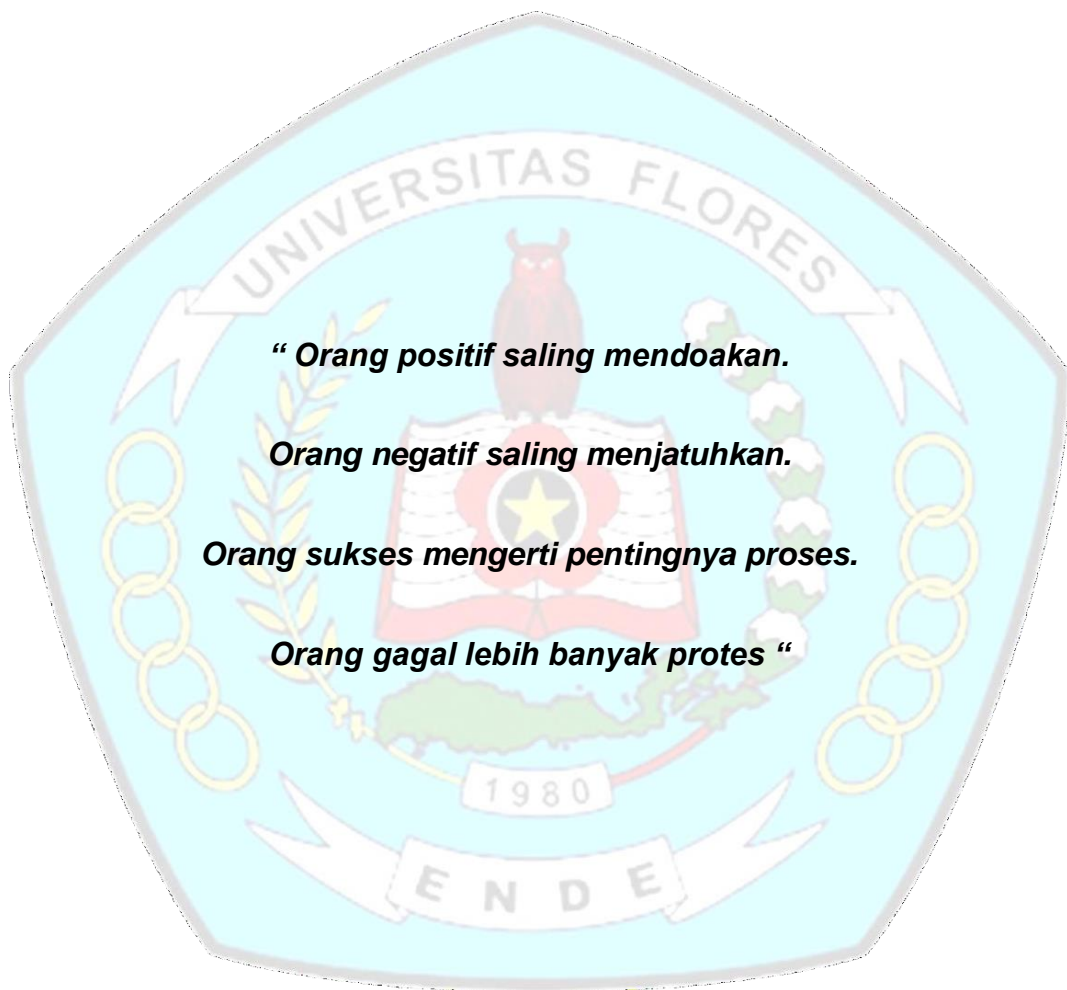 UNIVERSITAS FLORES
“ Orang positif saling mendoakan.
Orang negatif saling menjatuhkan.
Orang sukses mengerti pentingnya proses.
Orang gagal lebih banyak protes “
1980
ENDE